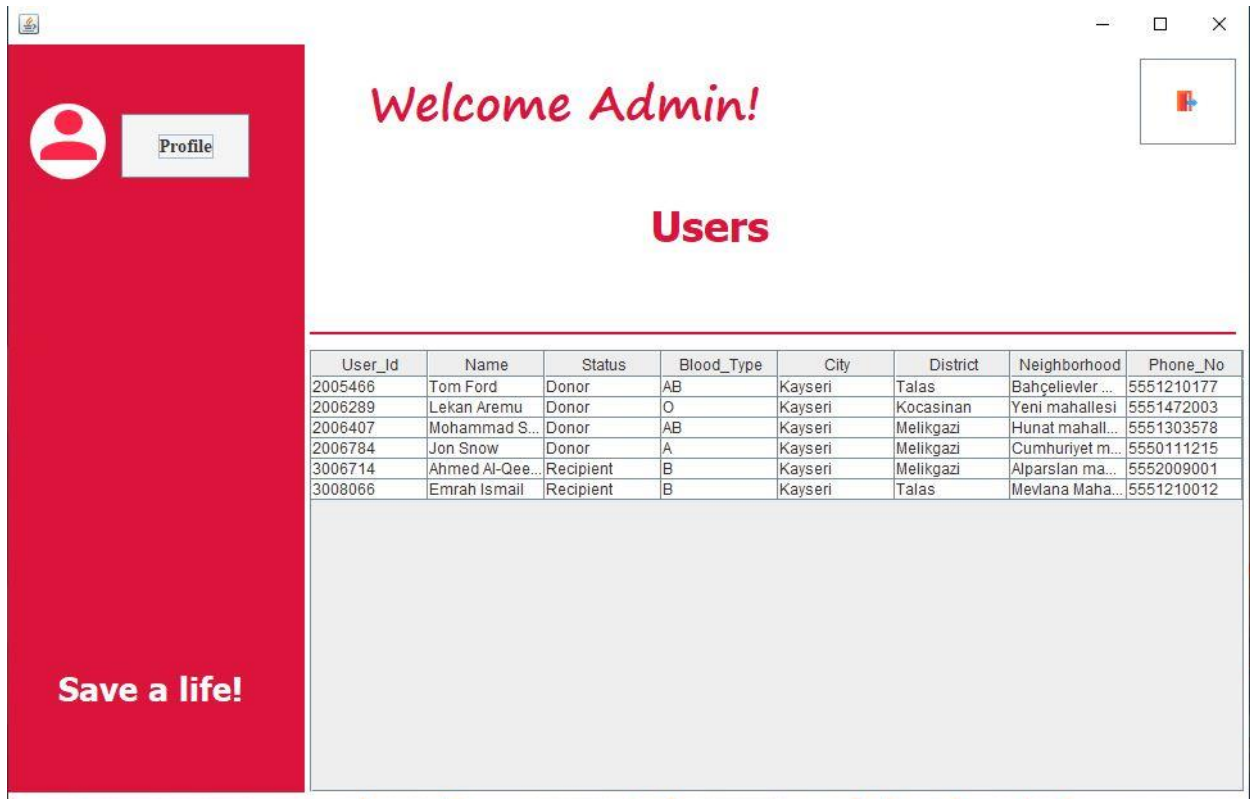 Welcome Admin!
Profile
Users
User_Id Name Status Blood_Type City District Neighborhood Phone_No
2005466 Tom Ford Donor AB Kayseri Talas Bahçelievler ... 5551210177
2006289 Lekan Aremu Donor O Kayseri Kocasinan Yeni mahallesi 5551472003
2006407 Mohammad S... Donor AB Kayseri Melikgazi Hunat mahall... 5551303578
2006784 Jon Snow Donor A Kayseri Melikgazi Cumhuriyet m... 5550111215
3006714 Ahmed Al-Qee... Recipient B Kayseri Melikgazi Alparslan ma... 5552009001
3008066 Emrah Ismail Recipient B Kayseri Talas Mevlana Maha... 5551210012
Save a life!